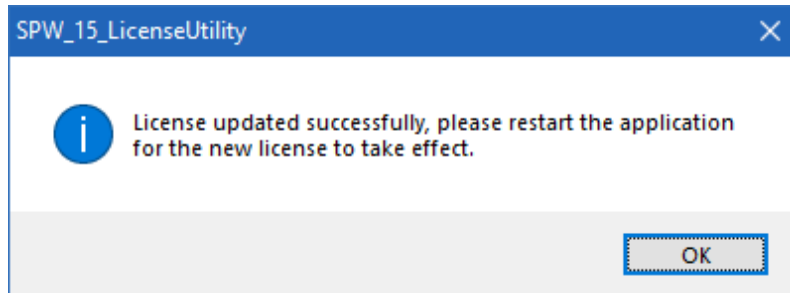 SPW_15_LicenseUtility
License updated successfully, please restart the application
for the new license to take effect.
OK